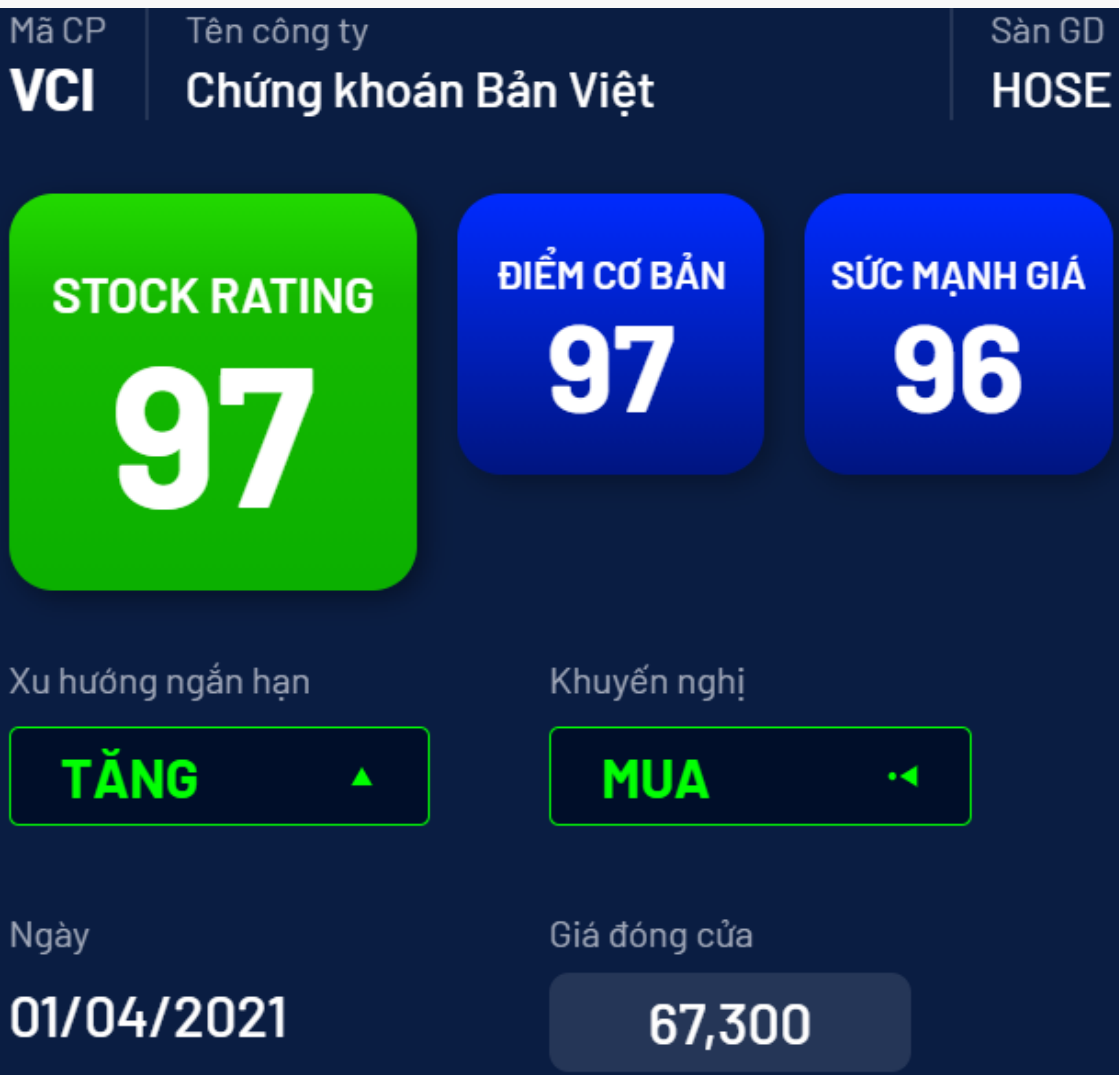 Mã CP
Tên công ty
Sàn GD
VCI
Chứng khoán Bản Việt
HOSE
STOCK RATING
97
ĐIỂM CƠ BẢN
97
SỨC MẠNH GIÁ
96
Xu hướng ngắn hạn
Khuyến nghị
TĂNG
MUA
Ngày
Giá đóng cửa
01/04/2021
67,300